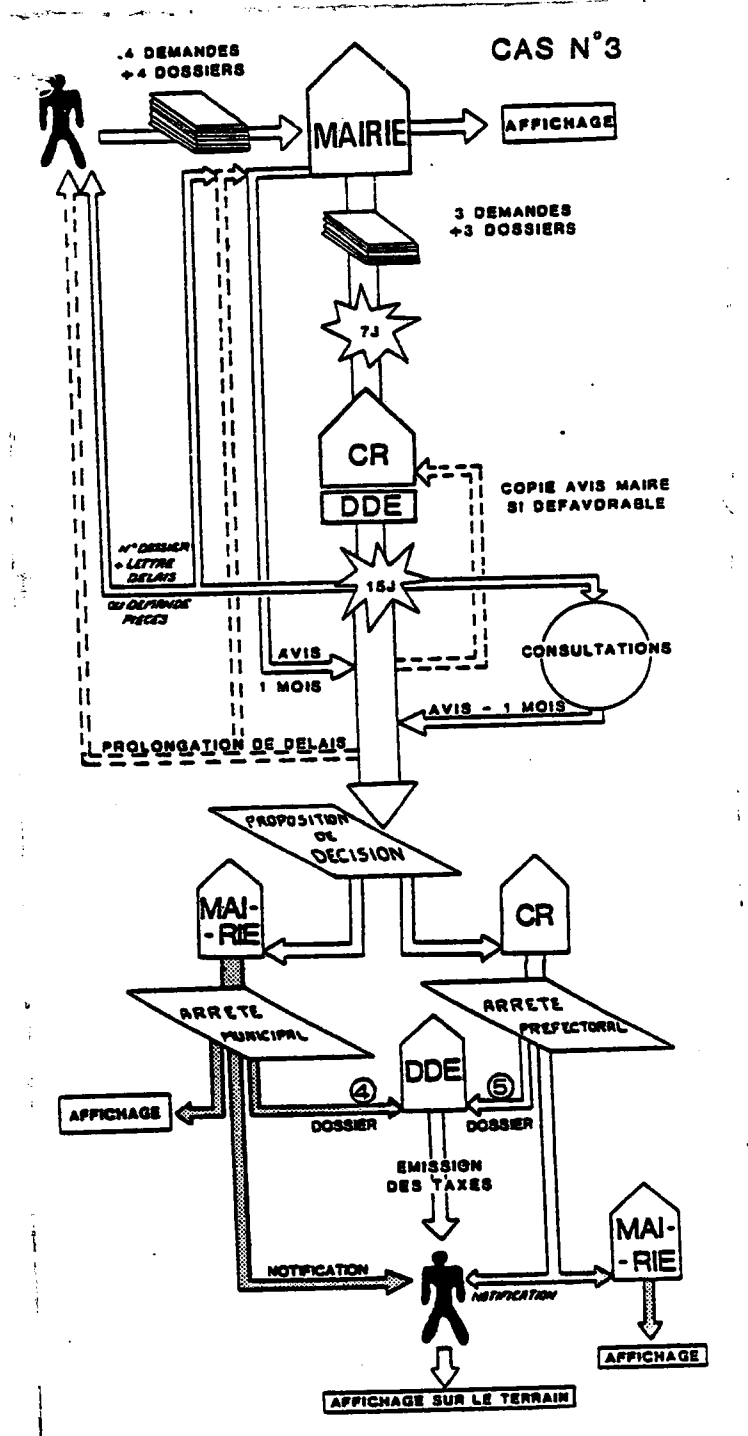 CAS N°3
.4 DEMANDES
+4 DOSSIERS
MAIRIE
AFFICHAGE
3 DEMANDES
+3 DOSSIERS
7J
CR
DDE
COPIE AVIS MAIRE
SI DEFAVORABLE
N° DOSSIER
+ LETTRE
DELAIS
OU DEMANDE
PIECES
15J
CONSULTATIONS
AVIS
1 MOIS
AVIS - 1 MOIS
PROLONGATION DE DELAIS
PROPOSITION
DE
DECISION
MAI-
-RIE
CR
ARRETE
MUNICIPAL
ARRETE
PREFECTORAL
DDE
4
5
AFFICHAGE
DOSSIER
DOSSIER
EMISSION
DES TAXES
MAI-
-RIE
NOTIFICATION
NOTIFICATION
AFFICHAGE
AFFICHAGE SUR LE TERRAIN